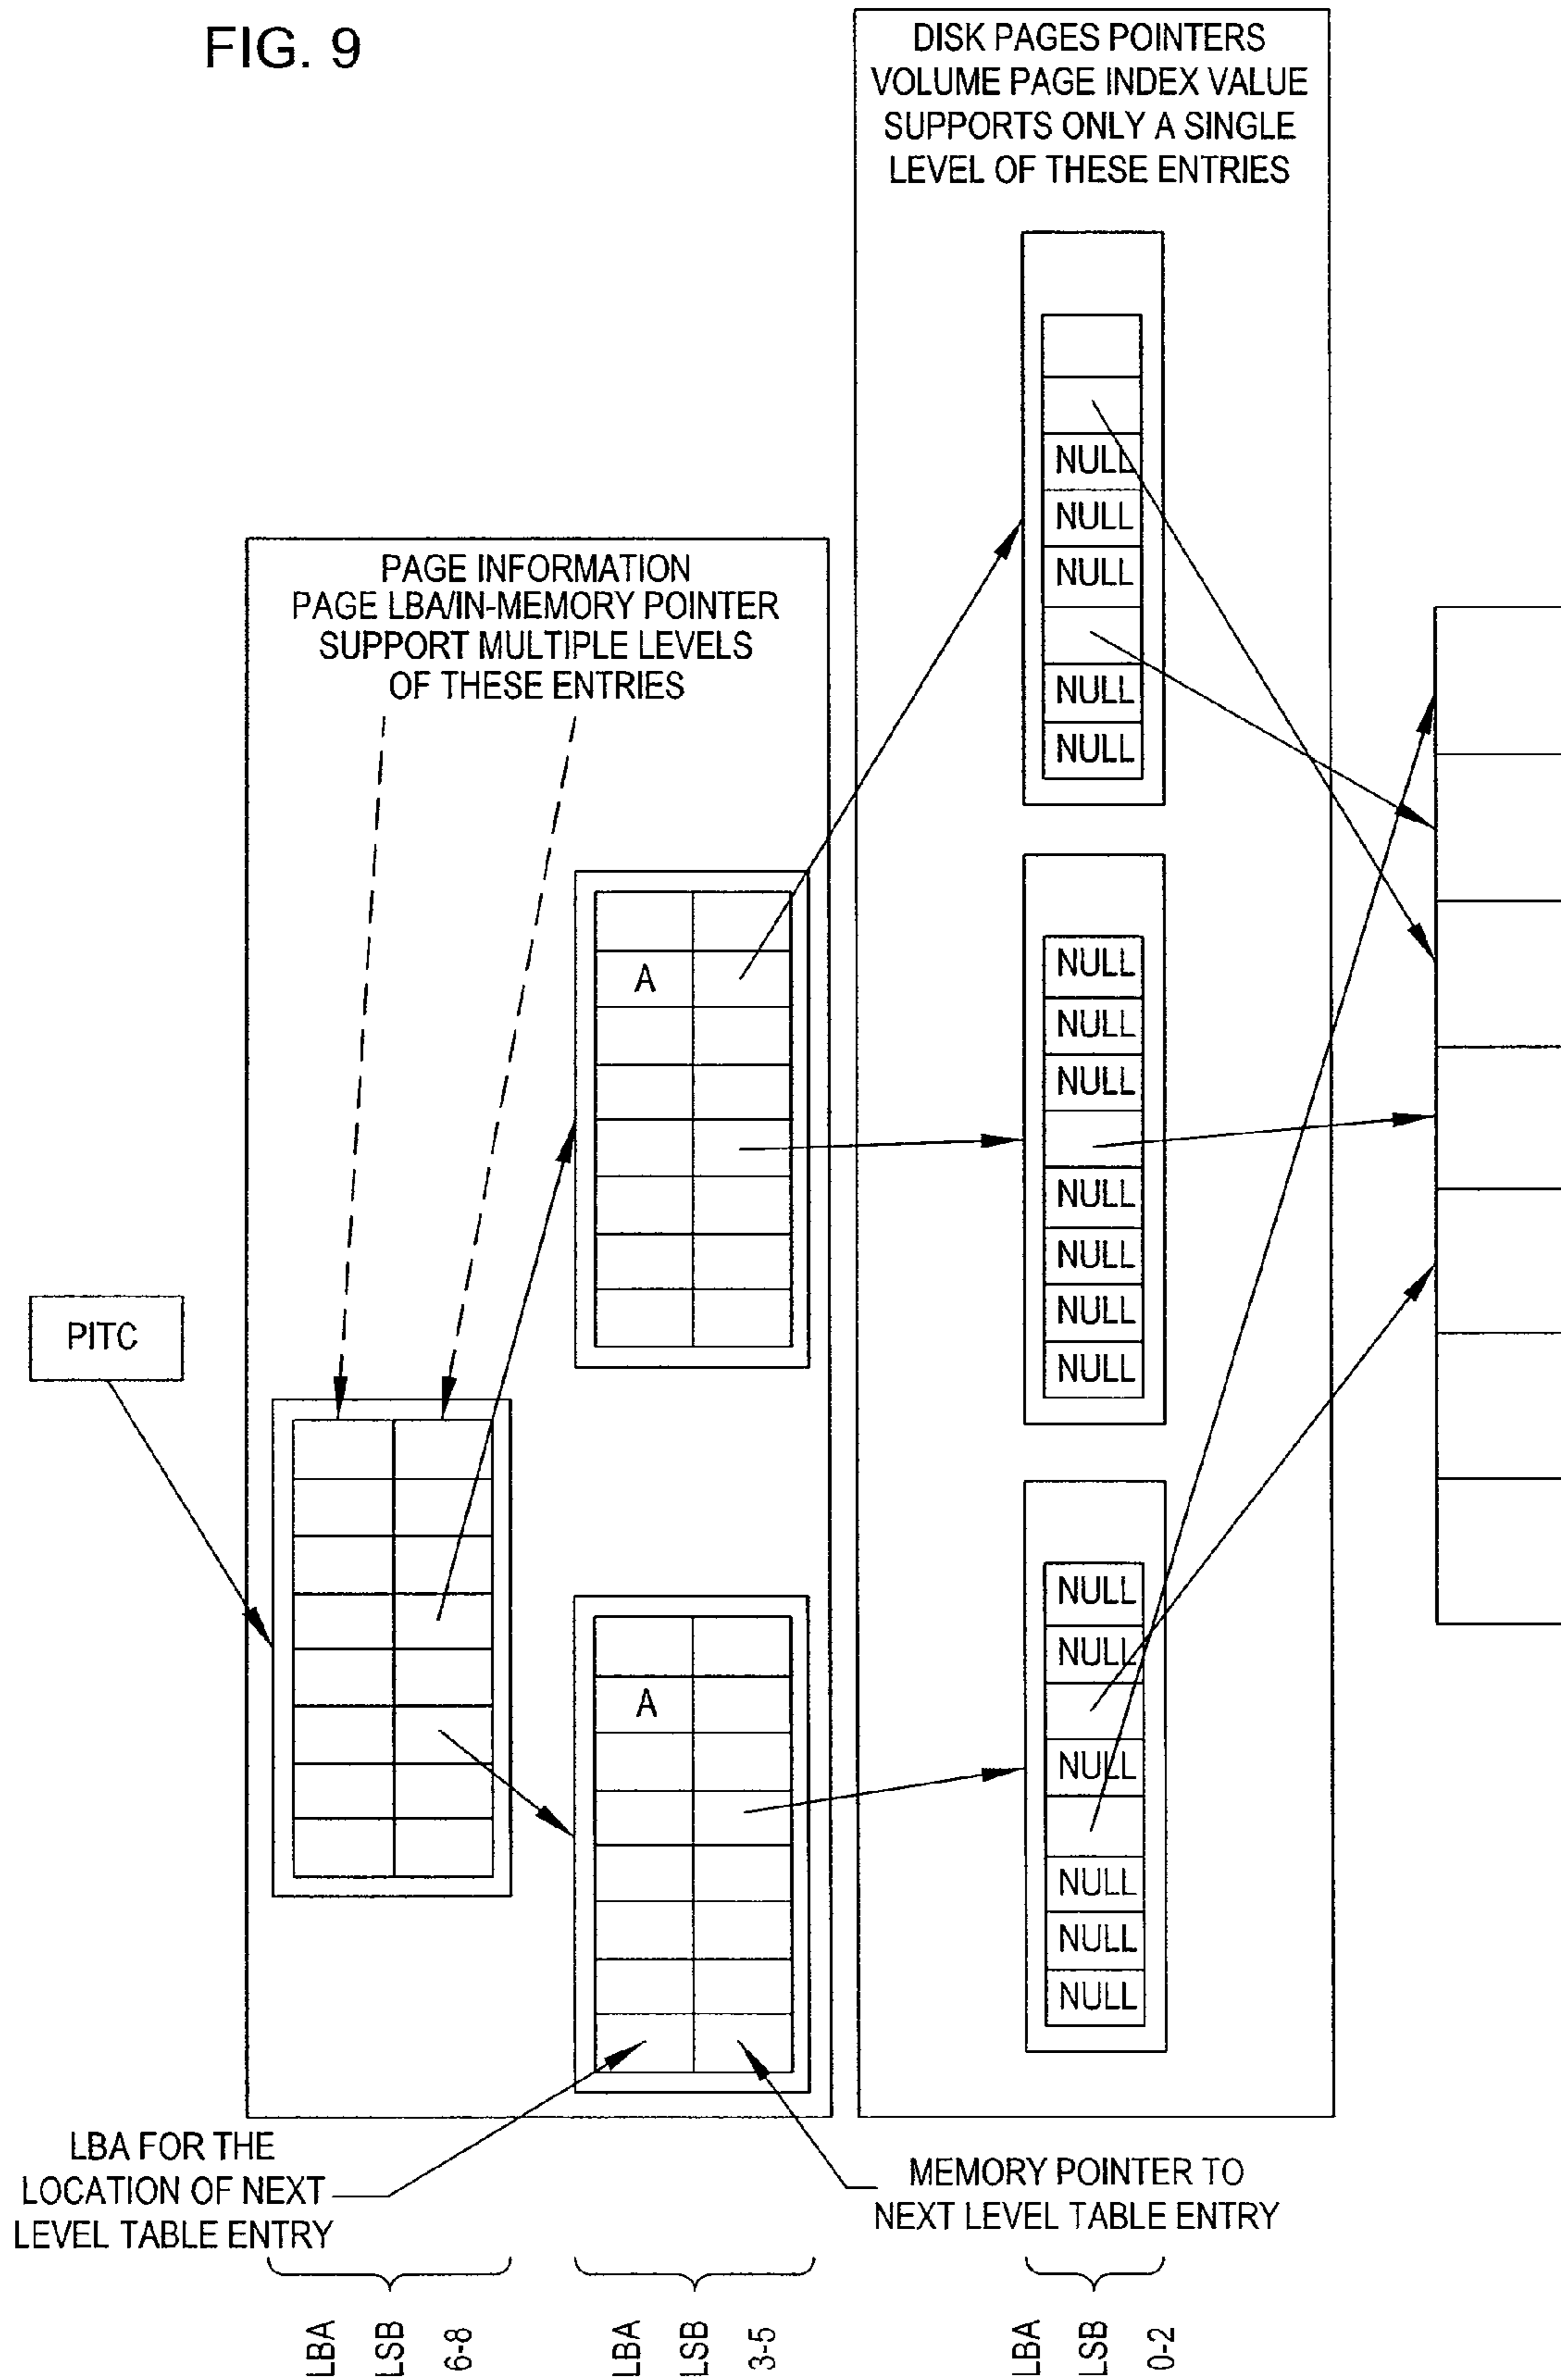 FIG. 9
DISK PAGES POINTERS
VOLUME PAGE INDEX VALUE
SUPPORTS ONLY A SINGLE
LEVEL OF THESE ENTRIES
NULL
NULL
NULL
NULL
NULL
PAGE INFORMATION
PAGE LBA/IN-MEMORY POINTER
SUPPORT MULTIPLE LEVELS
OF THESE ENTRIES
A
NULL
NULL
NULL
NULL
NULL
NULL
NULL
PITC
A
NULL
NULL
NULL
NULL
NULL
NULL
LBA FOR THE
LOCATION OF NEXT
LEVEL TABLE ENTRY
MEMORY POINTER TO
NEXT LEVEL TABLE ENTRY
LBA
LSB
6-8
LBA
LSB
3-5
LBA
LSB
0-2